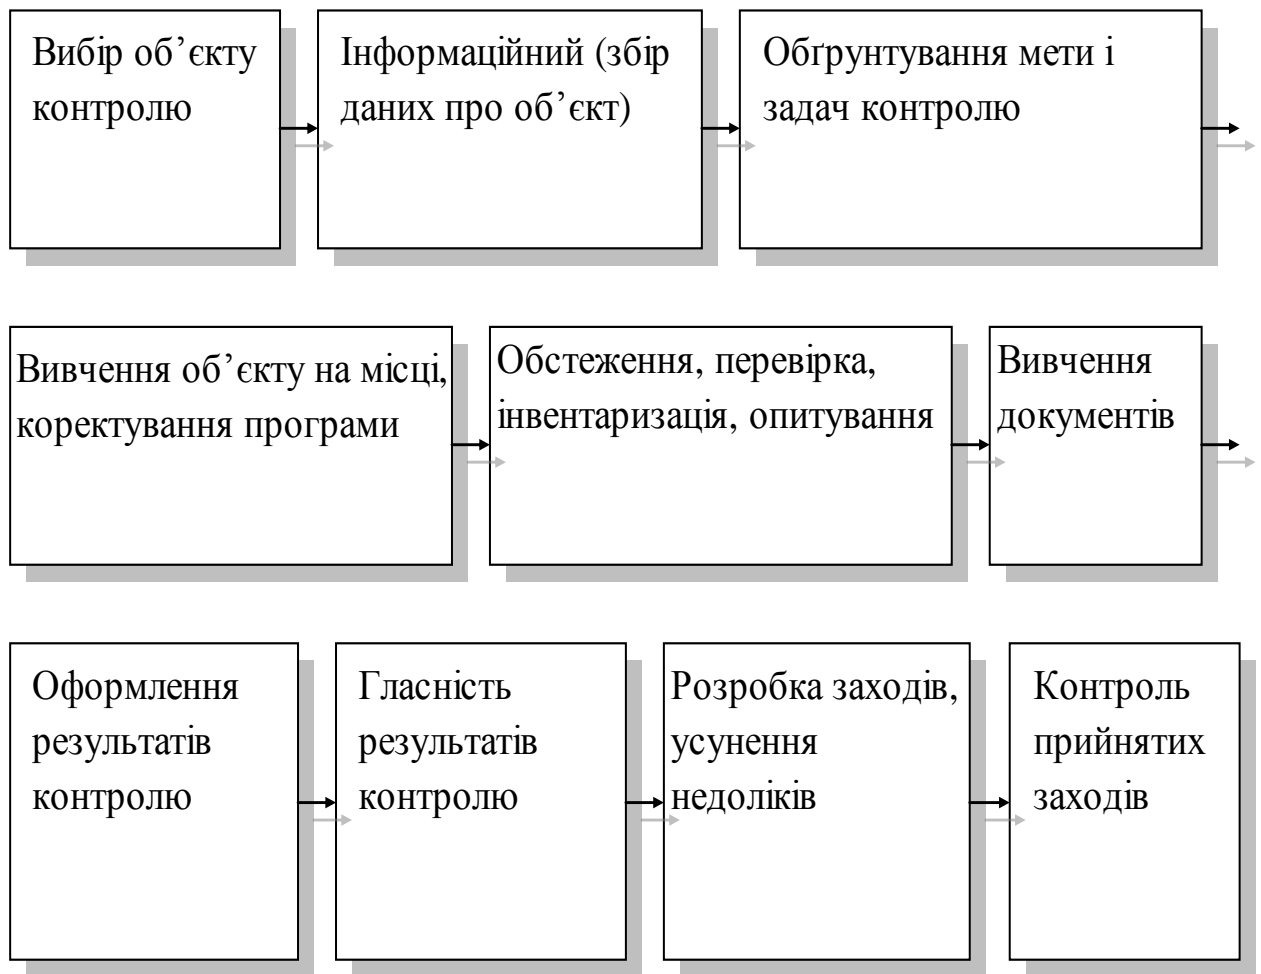 Вибір об’єкту
контролю
Інформаційний (збір
даних про об’єкт)
Обґрунтування мети і
задач контролю
Вивчення об’єкту на місці,
коректування програми
Обстеження, перевірка,
інвентаризація, опитування
Вивчення
документів
Оформлення
результатів
контролю
Гласність
результатів
контролю
Розробка заходів,
усунення
недоліків
Контроль
прийнятих
заходів